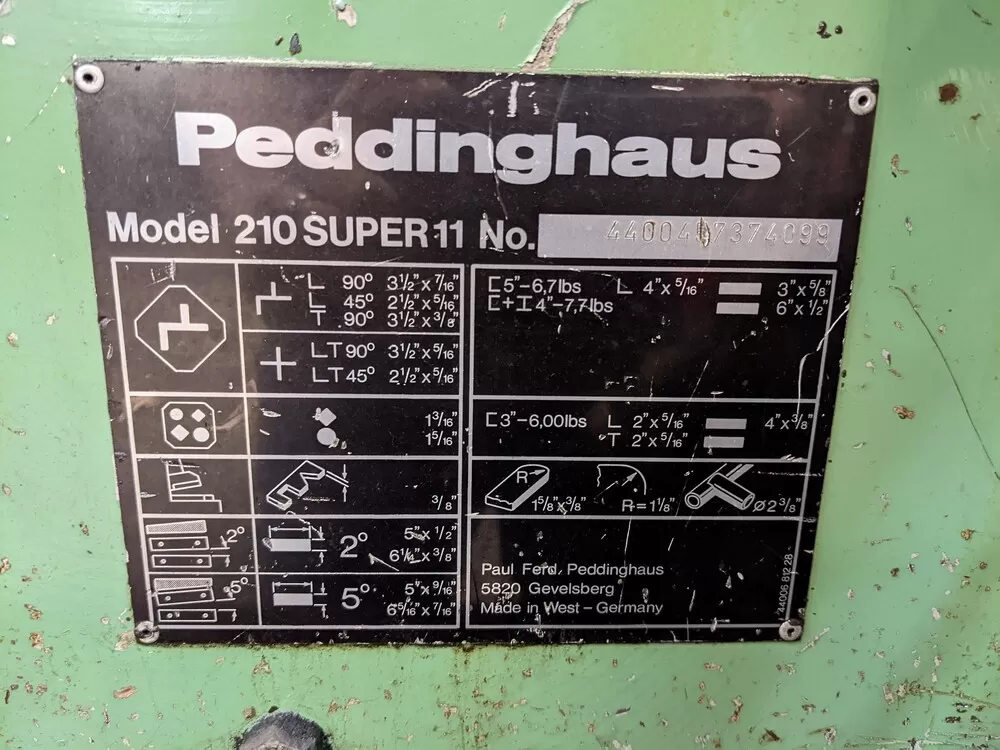 Peddinghaus
Model 210 SUPER 11 No.
90° 3 1/2" x 7/16"
45° 2 1/2" x 5/16"
90° 3 1/2" x 3/8"
90° 3 1/2" x 5/16"
45° 2 1/2" x 5/16"
5"-6,7lbs 4"x 5/16" 3"x 5/8"
4"-7,7lbs 6"x 1/2"
1 3/16"
1 5/16"
3"-6,00lbs 2"x 5/16" 4"x 3/8"
2"x 5/16"
3/8"
R
1 5/8"x 3/8" R=1 1/8" ø2 3/8"
2° 2° 5"x 1/2"
6 1/4"x 3/8"
5° 5° 5"x 9/16"
6 5/16"x 7/16"
Paul Ferd. Peddinghaus
5820 Gevelsberg
Made in West - Germany
44006 81228